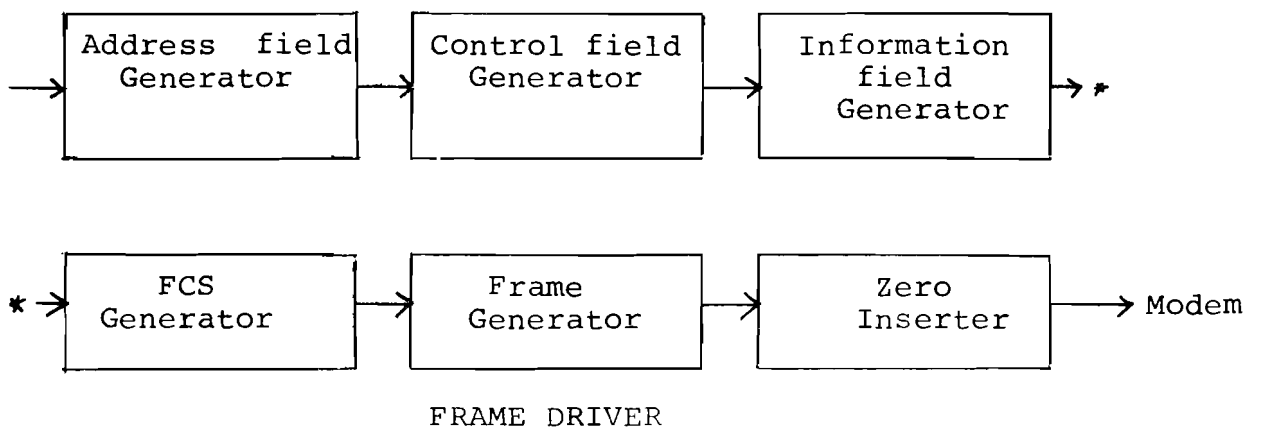 Address field
Generator
Control field
Generator
Information
field
Generator
*
*
FCS
Generator
Frame
Generator
Zero
Inserter
Modem
FRAME DRIVER